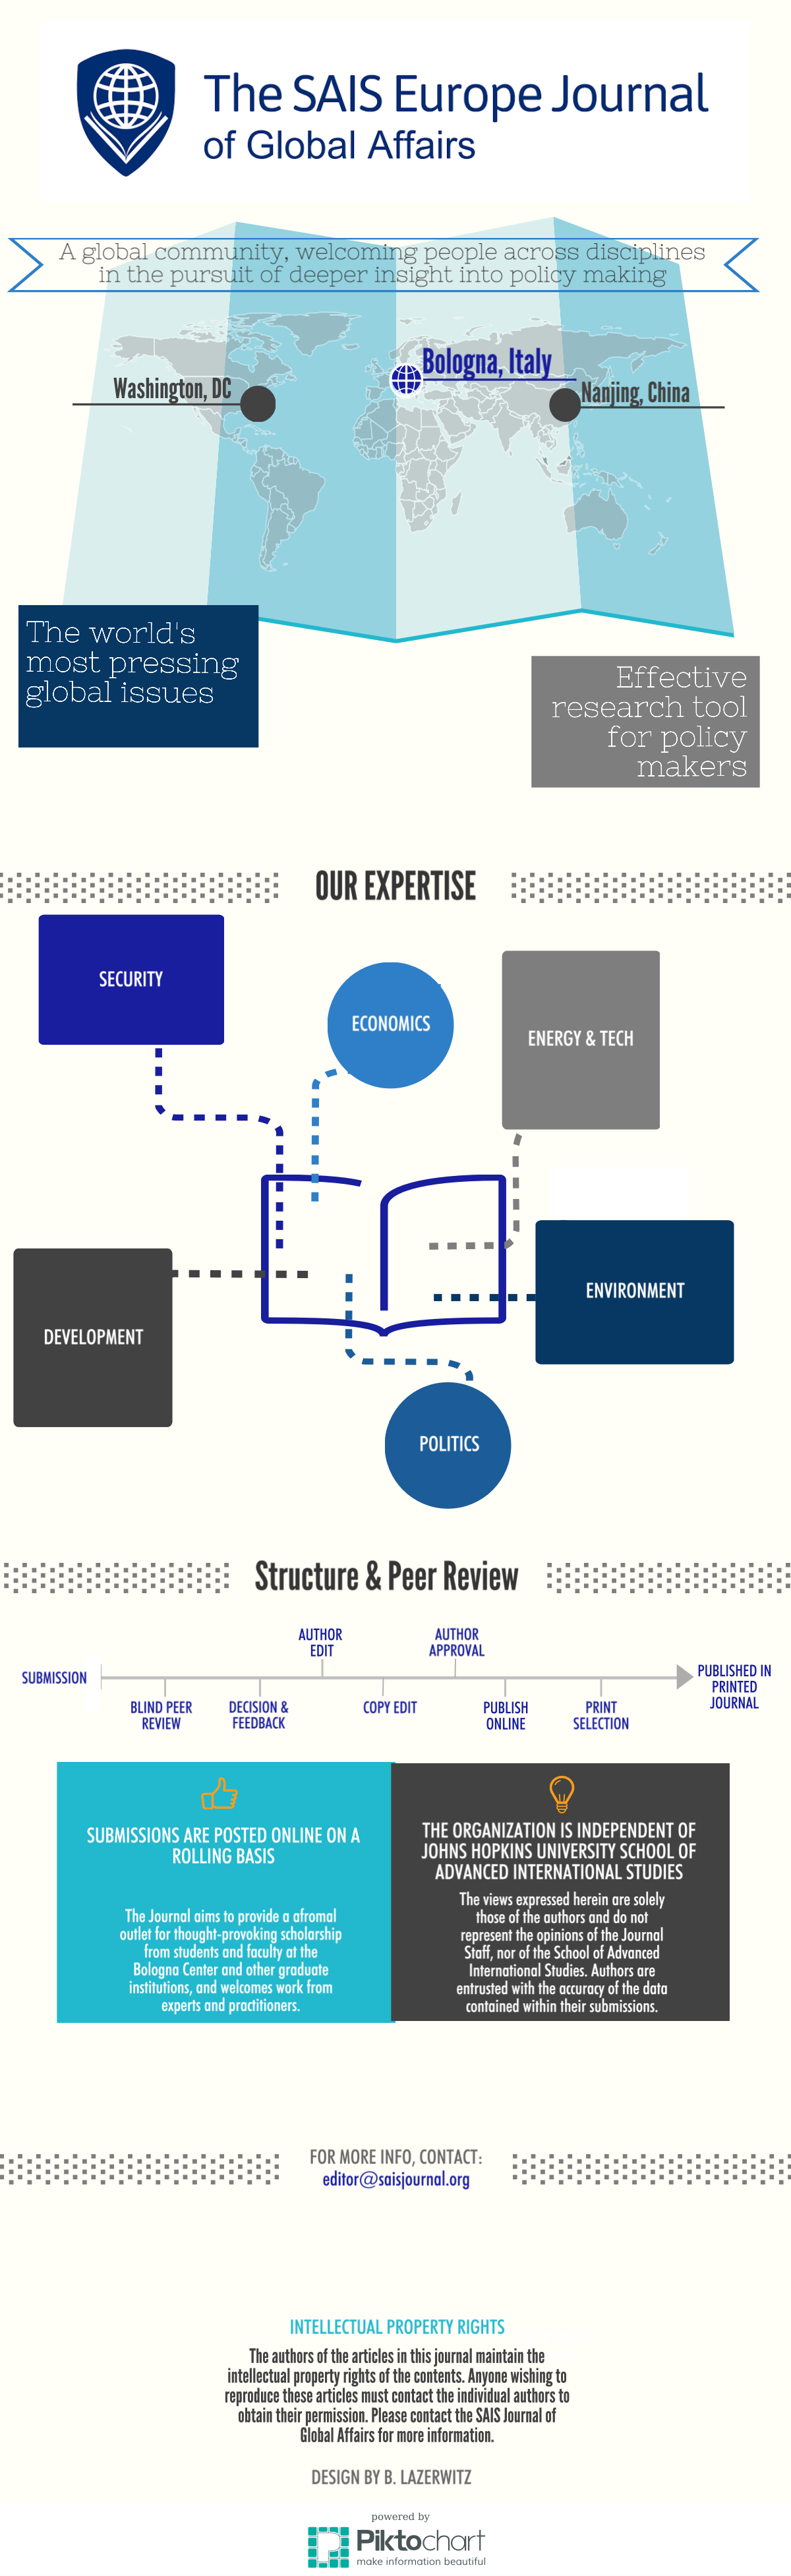 The SAIS Europe Journal
of Global Affairs
A global community, welcoming people across disciplines
in the pursuit of deeper insight into policy making
Bologna, Italy
Washington, DC
Nanjing, China
The world's
most pressing
global issues
Effective
research tool
for policy
makers
OUR EXPERTISE
SECURITY
ECONOMICS
ENERGY & TECH
ENVIRONMENT
DEVELOPMENT
POLITICS
Structure & Peer Review
AUTHOR
EDIT
AUTHOR
APPROVAL
SUBMISSION
PUBLISHED IN
PRINTED
JOURNAL
BLIND PEER
REVIEW
DECISION &
FEEDBACK
COPY EDIT
PUBLISH
ONLINE
PRINT
SELECTION
SUBMISSIONS ARE POSTED ONLINE ON A
ROLLING BASIS
The Journal aims to provide a afromal
outlet for thought-provoking scholarship
from students and faculty at the
Bologna Center and other graduate
institutions, and welcomes work from
experts and practitioners.
THE ORGANIZATION IS INDEPENDENT OF
JOHNS HOPKINS UNIVERSITY SCHOOL OF
ADVANCED INTERNATIONAL STUDIES
The views expressed herein are solely
those of the authors and do not
represent the opinions of the Journal
Staff, nor of the School of Advanced
International Studies. Authors are
entrusted with the accuracy of the data
contained within their submissions.
FOR MORE INFO, CONTACT:
editor@saisjournal.org
INTELLECTUAL PROPERTY RIGHTS
The authors of the articles in this journal maintain the
intellectual property rights of the contents. Anyone wishing to
reproduce these articles must contact the individual authors to
obtain their permission. Please contact the SAIS Journal of
Global Affairs for more information.
DESIGN BY B. LAZERWITZ
powered by
Piktochart
make information beautiful